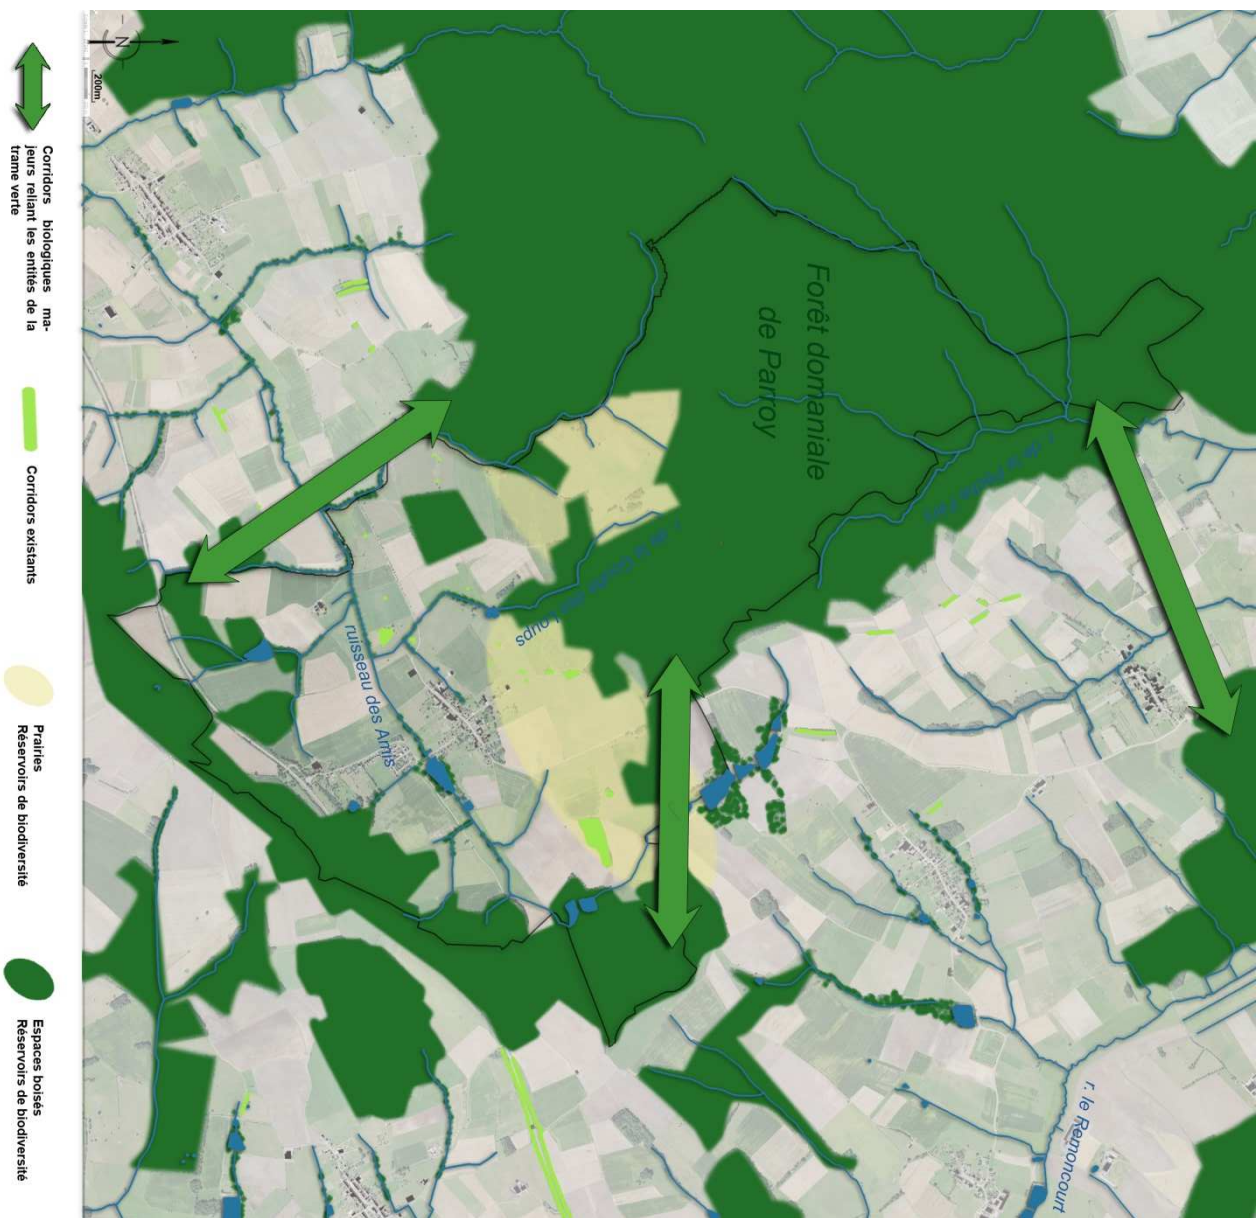 Corridors biologiques ma-
jeurs reliant les entités de la
trame verte
Corridors existants
Prairies
Réservoirs de biodiversité
Espaces boisés
Réservoirs de biodiversité
N
200m
Forêt domaniale
de Parroy
ruisseau des Amis
r. le Remoncourt